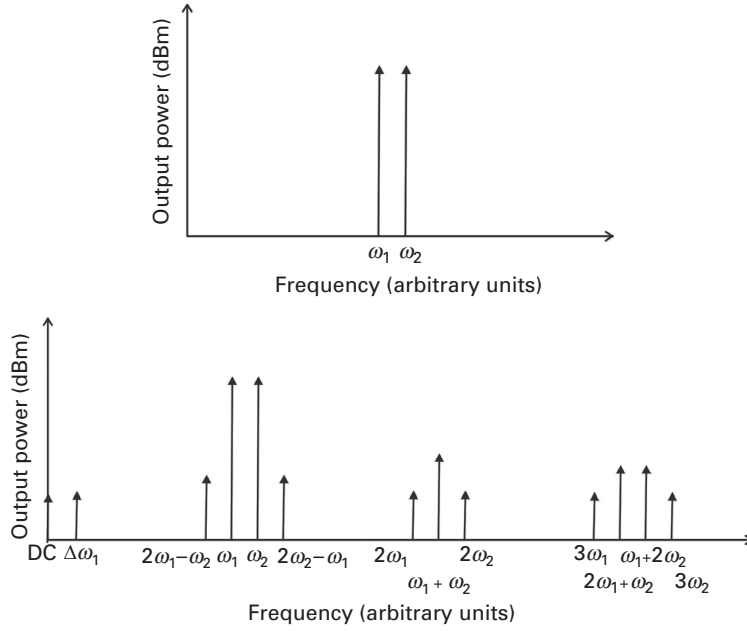 Output power (dBm)
ω₁ ω₂
Frequency (arbitrary units)
Output power (dBm)
DC Δω₁ 2ω₁−ω₂ ω₁ ω₂ 2ω₂−ω₁ 2ω₁ 2ω₂ 3ω₁ ω₁+2ω₂
ω₁ + ω₂ 2ω₁+ω₂ 3ω₂
Frequency (arbitrary units)